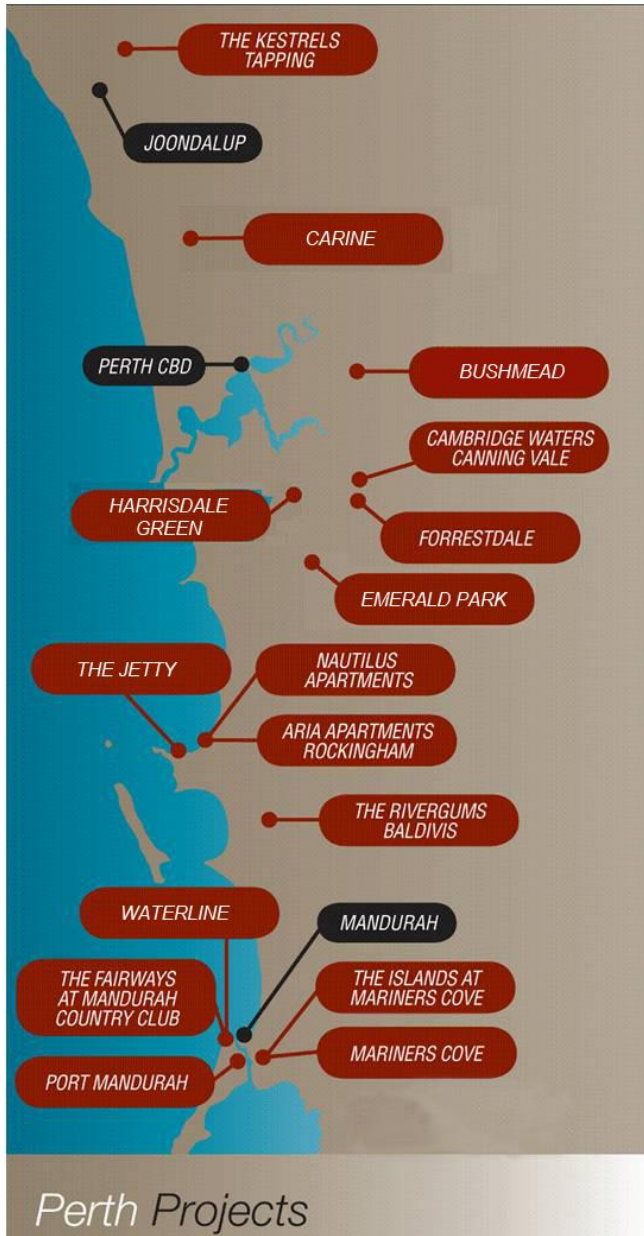 THE KESTRELS
TAPPING
JOONDALUP
CARINE
PERTH CBD
BUSHMEAD
CAMBRIDGE WATERS
CANNING VALE
HARRISDALE
GREEN
FORRESTDALE
EMERALD PARK
THE JETTY
NAUTILUS
APARTMENTS
ARIA APARTMENTS
ROCKINGHAM
THE RIVERGUMS
BALDIVIS
WATERLINE
MANDURAH
THE FAIRWAYS
AT MANDURAH
COUNTRY CLUB
THE ISLANDS AT
MARINERS COVE
PORT MANDURAH
MARINERS COVE
Perth Projects